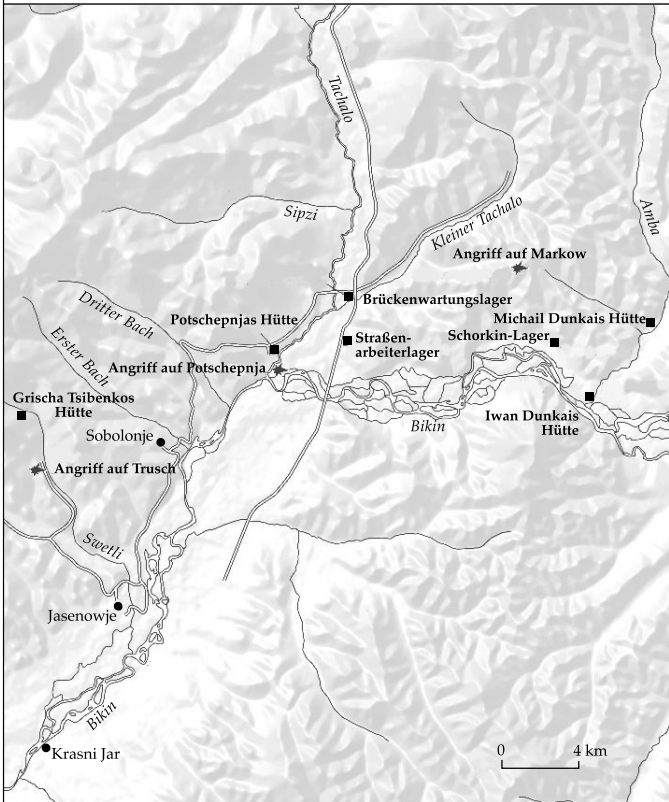 Tachalo
Amba
Sipzi
Kleiner Tachalo
Angriff auf Markow
Dritter Bach
Brückenwartungslager
Potschepnjas Hütte
Michail Dunkais Hütte
Erster Bach
Straßen-
arbeiterlager
Schorkin-Lager
Angriff auf Potschepnja
Grischa Tsibenkos
Hütte
Iwan Dunkais
Hütte
Bikin
Sobolonje
Angriff auf Trusch
Swetli
Jasenowje
Bikin
Krasni Jar
0 4 km